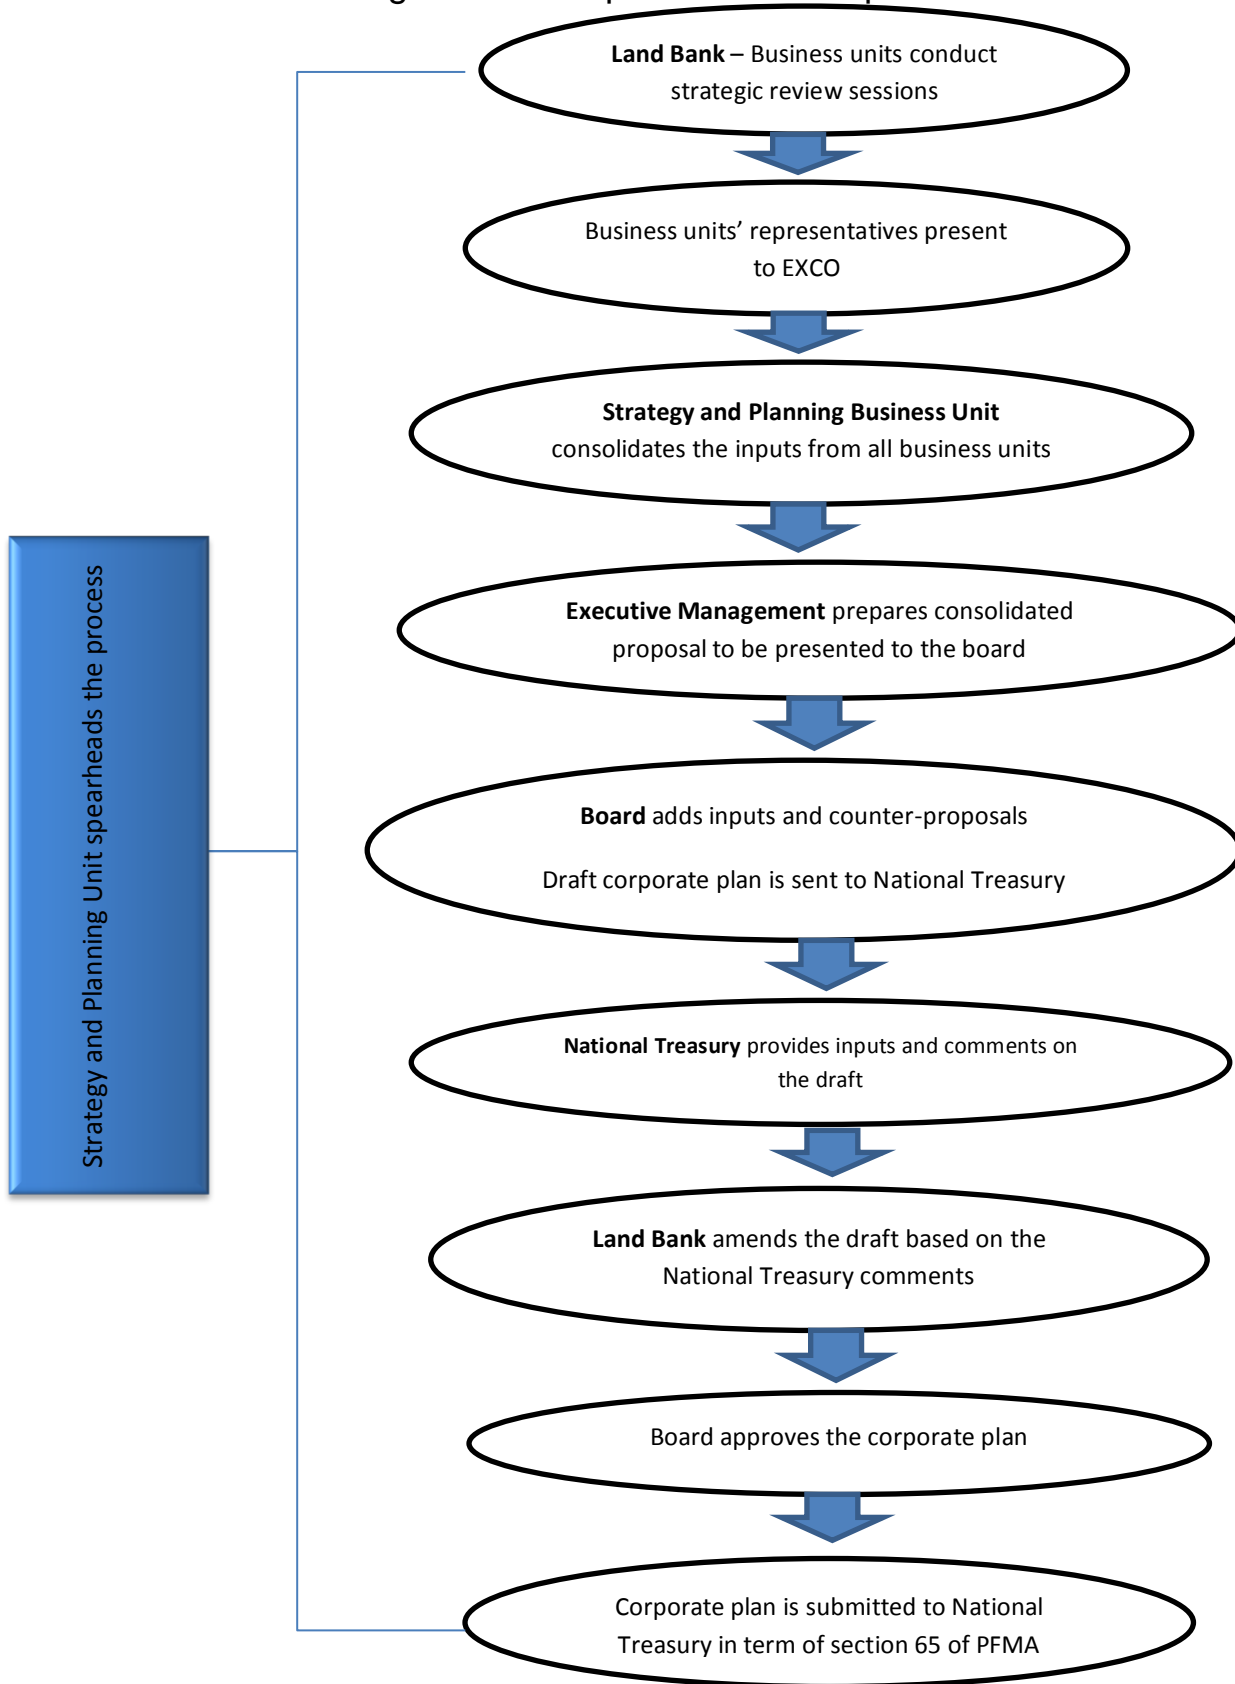 Land Bank – Business units conduct
strategic review sessions
Business units’ representatives present
to EXCO
Strategy and Planning Business Unit
consolidates the inputs from all business units
Executive Management prepares consolidated
proposal to be presented to the board
Board adds inputs and counter-proposals
Draft corporate plan is sent to National Treasury
National Treasury provides inputs and comments on
the draft
Land Bank amends the draft based on the
National Treasury comments
Board approves the corporate plan
Corporate plan is submitted to National
Treasury in term of section 65 of PFMA
Strategy and Planning Unit spearheads the process